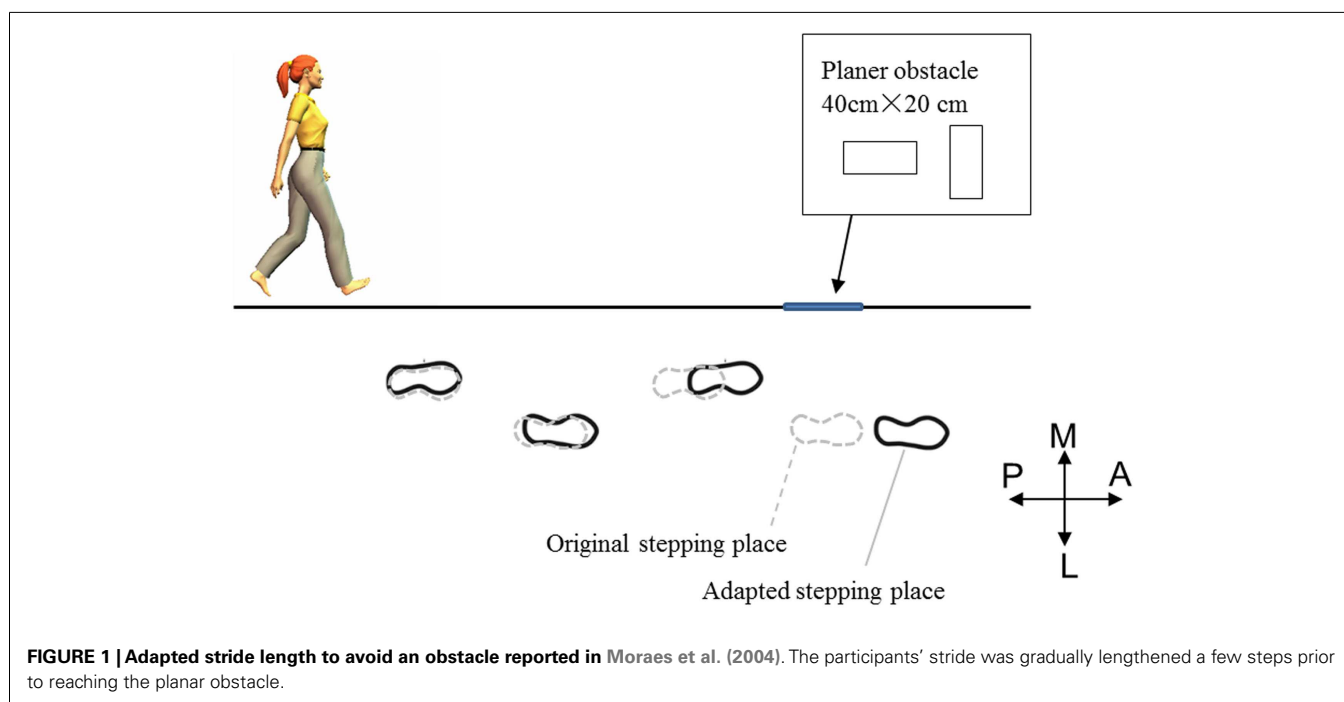 Planer obstacle
40cm×20 cm
M
P A
L
Original stepping place
Adapted stepping place
FIGURE 1 | Adapted stride length to avoid an obstacle reported in Moraes et al. (2004). The participants’ stride was gradually lengthened a few steps prior
to reaching the planar obstacle.